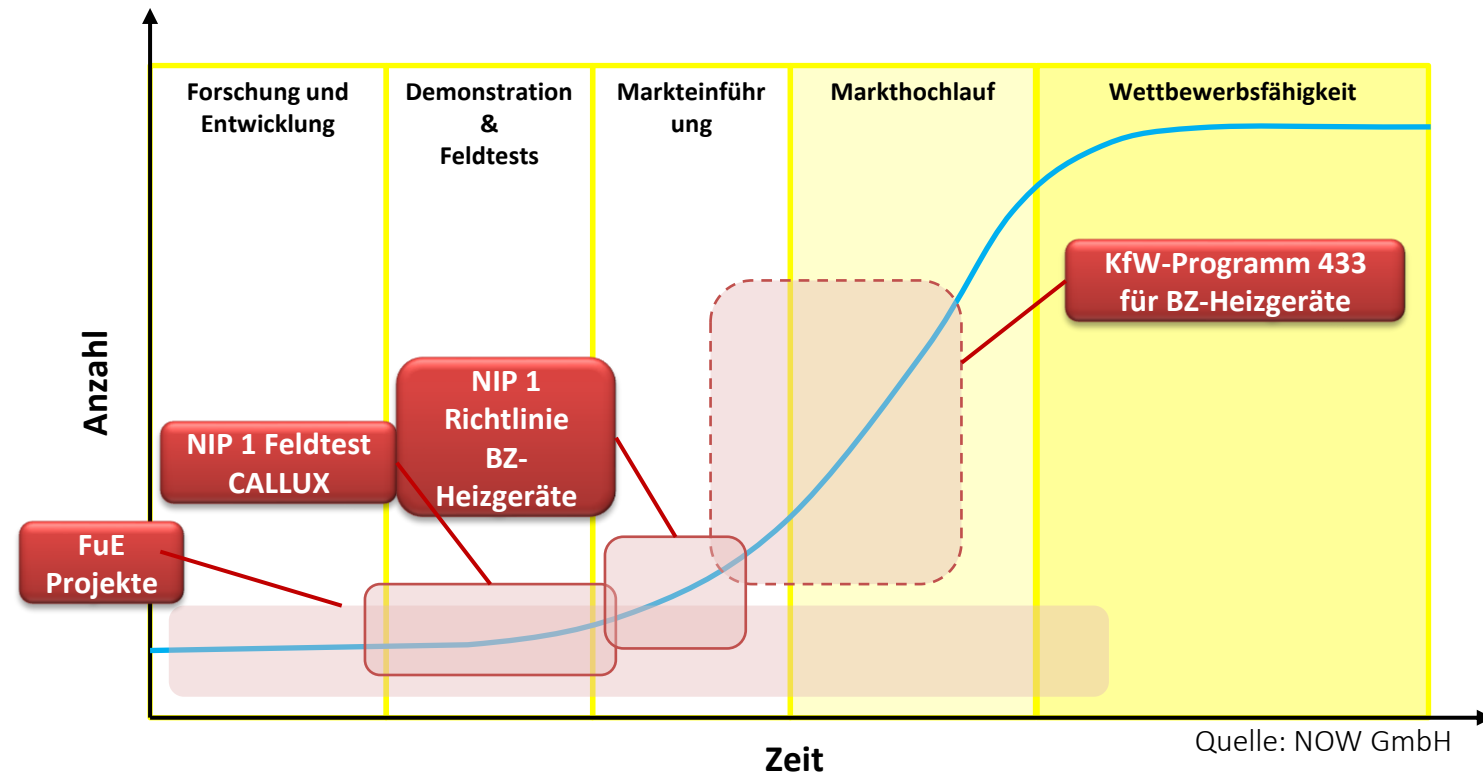 Forschung und
Entwicklung
Demonstration
&
Feldtests
Markteinführ
ung
Markthochlauf
Wettbewerbsfähigkeit
KfW-Programm 433
für BZ-Heizgeräte
NIP 1
Richtlinie
BZ-
Heizgeräte
NIP 1 Feldtest
CALLUX
FuE
Projekte
Anzahl
Zeit
Quelle: NOW GmbH